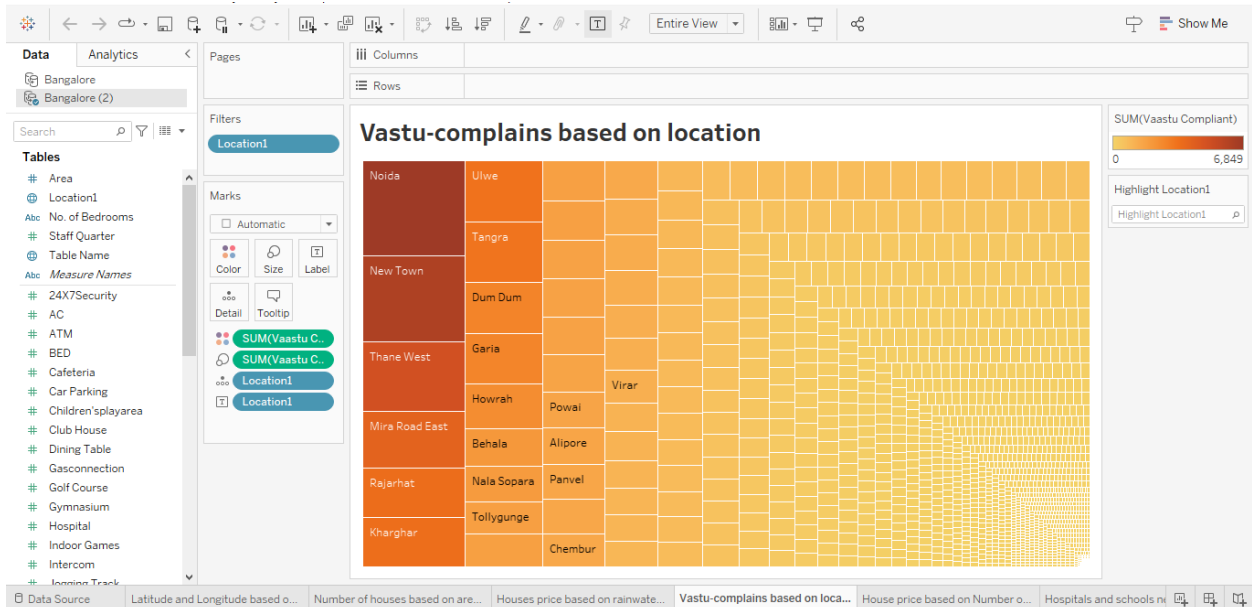 Entire View
Show Me
Data
Analytics
Pages
Columns
Bangalore
Bangalore (2)
Rows
Search
Filters
Location1
Tables
Area
Location1
Abc No. of Bedrooms
Staff Quarter
Table Name
Abc Measure Names
24X7Security
AC
ATM
BED
Cafeteria
Car Parking
Children'splayarea
Club House
Dining Table
Gasconnection
Golf Course
Gymnasium
Hospital
Indoor Games
Intercom
Jogging Track
Marks
Automatic
Color
Size
Label
Detail
Tooltip
SUM(Vaastu C..
SUM(Vaastu C..
Location1
Location1
Vastu-complains based on location
Noida
New Town
Thane West
Mira Road East
Rajarhat
Kharghar
Ulwe
Tangra
Dum Dum
Garia
Howrah
Behala
Nala Sopara
Tollygunge
Powai
Alipore
Panvel
Chembur
Virar
SUM(Vaastu Compliant)
0 6,849
Highlight Location1
Highlight Location1
Data Source
Latitude and Longitude based o...
Number of houses based on are...
Houses price based on rainwate...
Vastu-complains based on loca...
House price based on Number o...
Hospitals and schools n